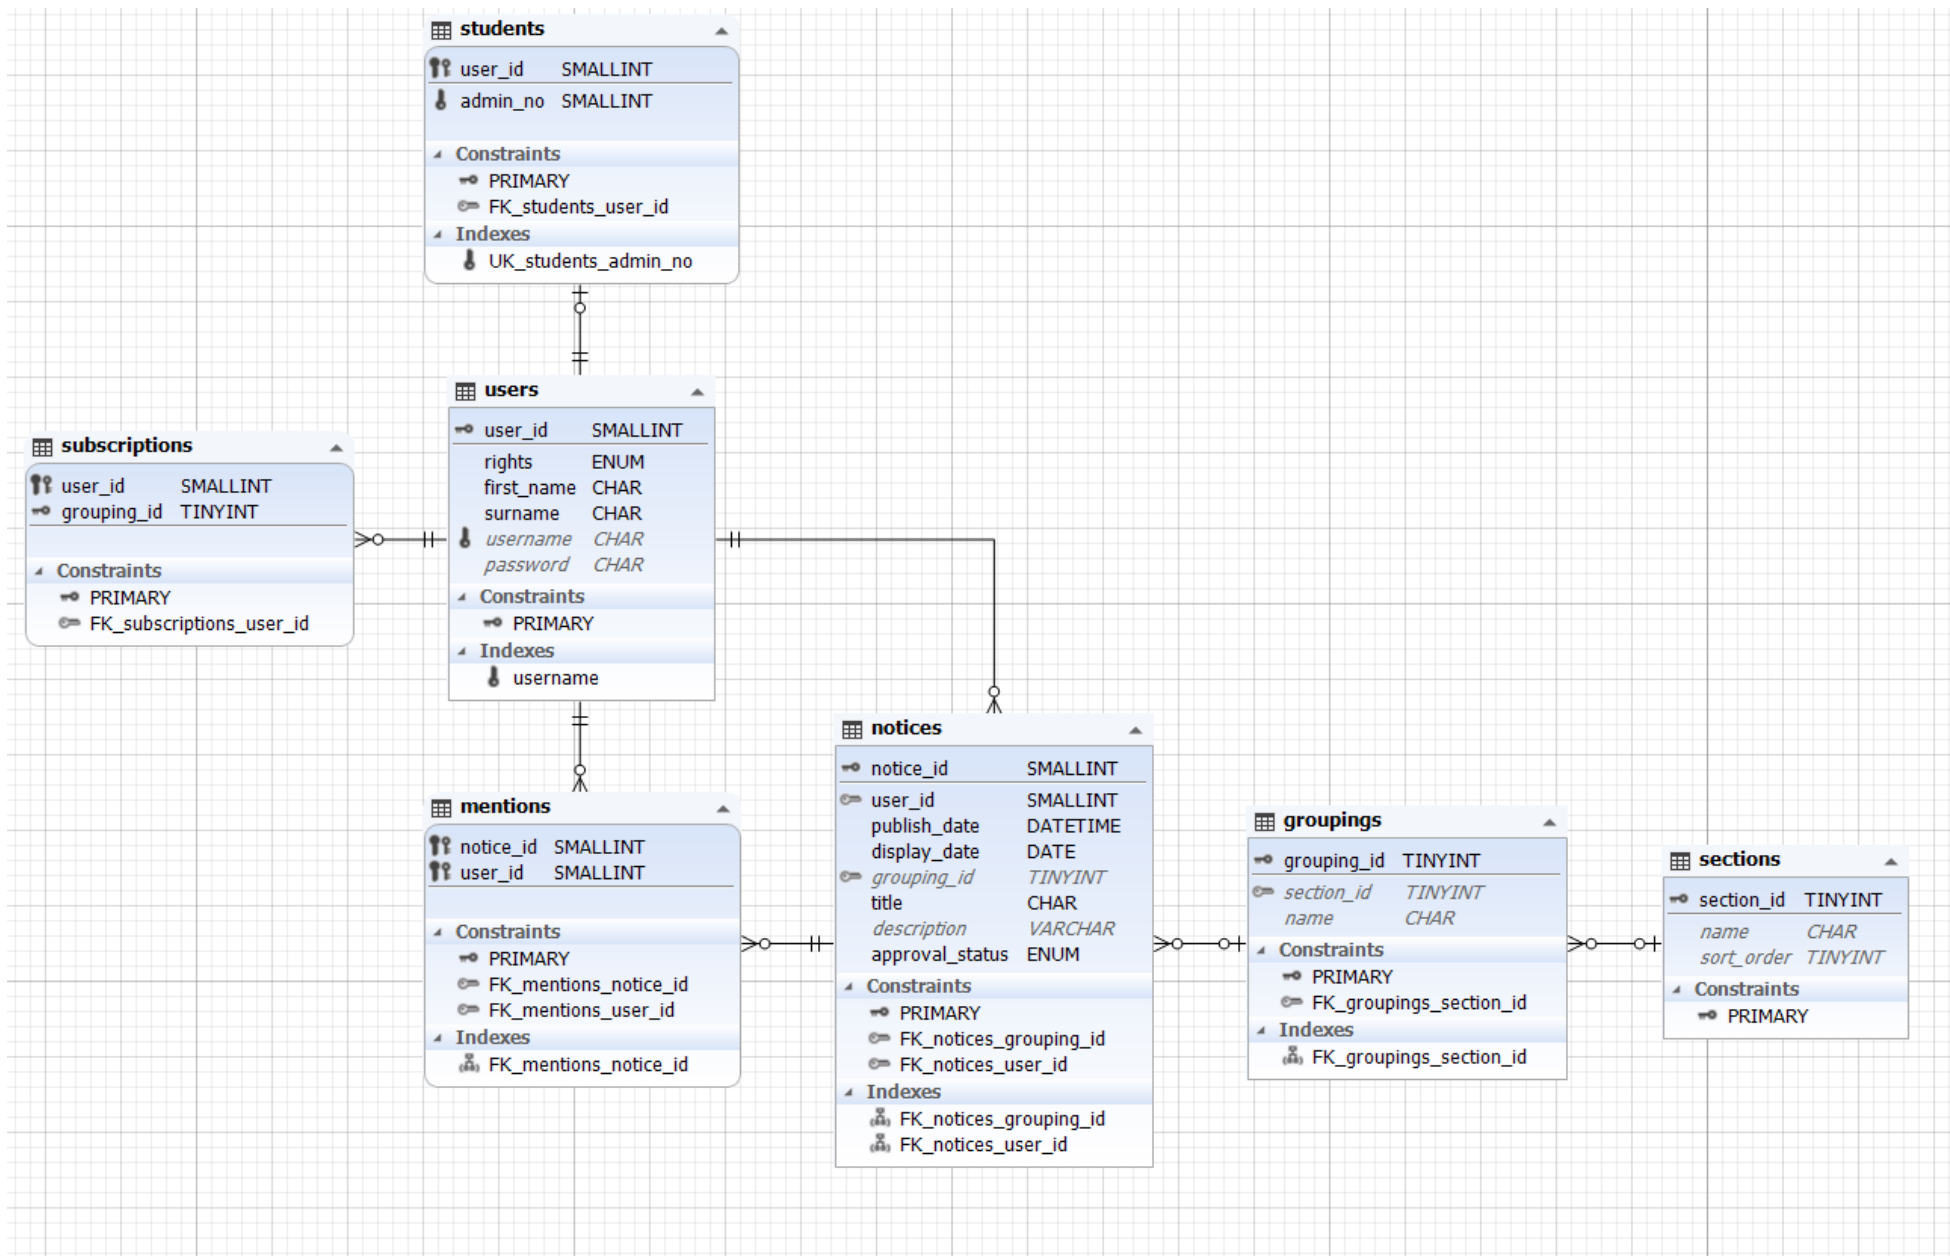 students
user_id SMALLINT
admin_no SMALLINT
Constraints
PRIMARY
FK_students_user_id
Indexes
UK_students_admin_no
users
user_id SMALLINT
rights ENUM
first_name CHAR
surname CHAR
username CHAR
password CHAR
Constraints
PRIMARY
Indexes
username
subscriptions
user_id SMALLINT
grouping_id TINYINT
Constraints
PRIMARY
FK_subscriptions_user_id
mentions
notice_id SMALLINT
user_id SMALLINT
Constraints
PRIMARY
FK_mentions_notice_id
FK_mentions_user_id
Indexes
FK_mentions_notice_id
notices
notice_id SMALLINT
user_id SMALLINT
publish_date DATETIME
display_date DATE
grouping_id TINYINT
title CHAR
description VARCHAR
approval_status ENUM
Constraints
PRIMARY
FK_notices_grouping_id
FK_notices_user_id
Indexes
FK_notices_grouping_id
FK_notices_user_id
groupings
grouping_id TINYINT
section_id TINYINT
name CHAR
Constraints
PRIMARY
FK_groupings_section_id
Indexes
FK_groupings_section_id
sections
section_id TINYINT
name CHAR
sort_order TINYINT
Constraints
PRIMARY